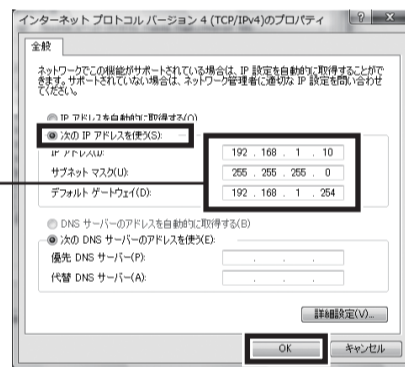 インターネット プロトコル バージョン 4 (TCP/IPv4)のプロパティ
全般
ネットワークでこの機能がサポートされている場合は、IP 設定を自動的に取得することがで
きます。サポートされていない場合は、ネットワーク管理者に適切な IP 設定を問い合わせ
てください。
IP アドレスを自動的に取得する(O)
次の IP アドレスを使う(S):
IP アドレス(I): 192 . 168 . 1 . 10
サブネット マスク(U): 255 . 255 . 255 . 0
デフォルト ゲートウェイ(D): 192 . 168 . 1 . 254
DNS サーバーのアドレスを自動的に取得する(B)
次の DNS サーバーのアドレスを使う(E):
優先 DNS サーバー(P): . . .
代替 DNS サーバー(A): . . .
詳細設定(V)...
OK キャンセル